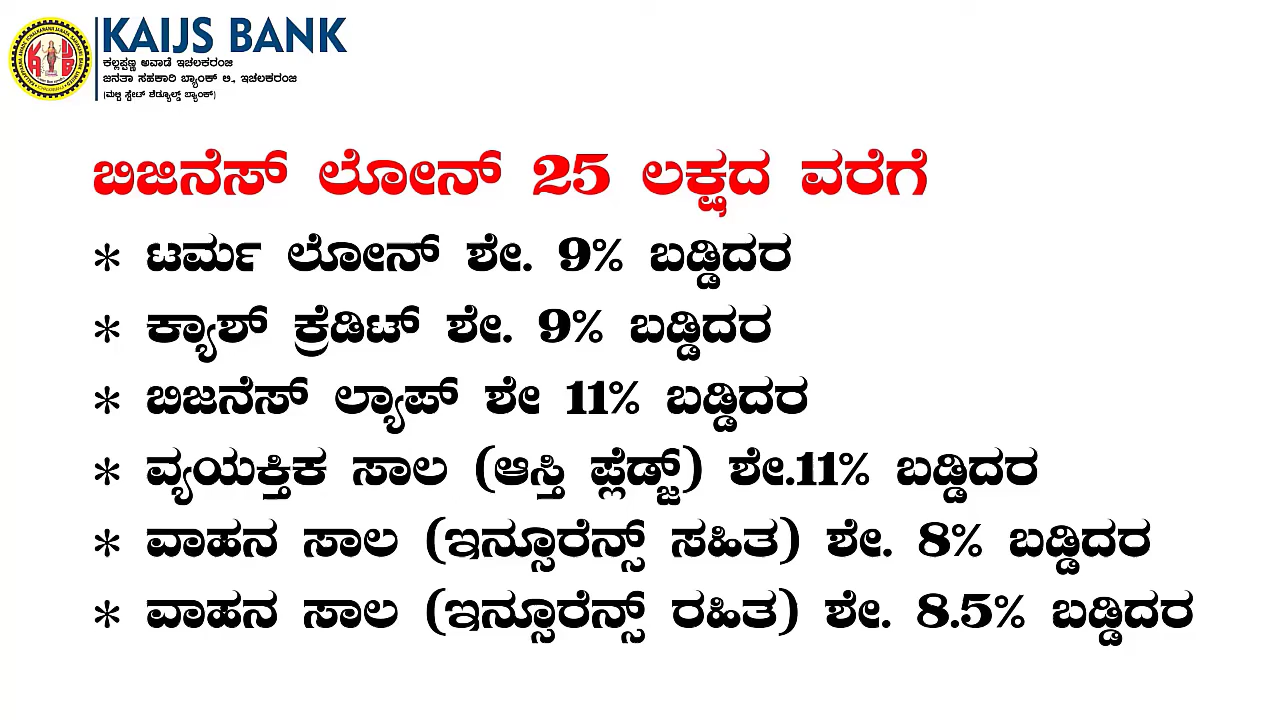 KAIJS BANK
ಕಲ್ಲಪ್ಪಣ್ಣ ಅವಾಡೆ ಇಚಲಕರಂಜಿ
ಜನತಾ ಸಹಕಾರಿ ಬ್ಯಾಂಕ್ ಲಿ., ಇಚಲಕರಂಜಿ
(ಮಲ್ಟಿ ಸ್ಟೇಟ್ ಶೆಡ್ಯೂಲ್ಡ್ ಬ್ಯಾಂಕ್)
ಬಿಜಿನೆಸ್ ಲೋನ್ 25 ಲಕ್ಷದ ವರೆಗೆ
* ಟರ್ಮ ಲೋನ್ ಶೇ. 9% ಬಡ್ಡಿದರ
* ಕ್ಯಾಶ್ ಕ್ರೆಡಿಟ್ ಶೇ. 9% ಬಡ್ಡಿದರ
* ಬಿಜನೆಸ್ ಲ್ಯಾಪ್ ಶೇ 11% ಬಡ್ಡಿದರ
* ವ್ಯಯಕ್ತಿಕ ಸಾಲ (ಆಸ್ತಿ ಪ್ಲೆಡ್ಜ್) ಶೇ.11% ಬಡ್ಡಿದರ
* ವಾಹನ ಸಾಲ (ಇನ್ಸೂರೆನ್ಸ್ ಸಹಿತ) ಶೇ. 8% ಬಡ್ಡಿದರ
* ವಾಹನ ಸಾಲ (ಇನ್ಸೂರೆನ್ಸ್ ರಹಿತ) ಶೇ. 8.5% ಬಡ್ಡಿದರ